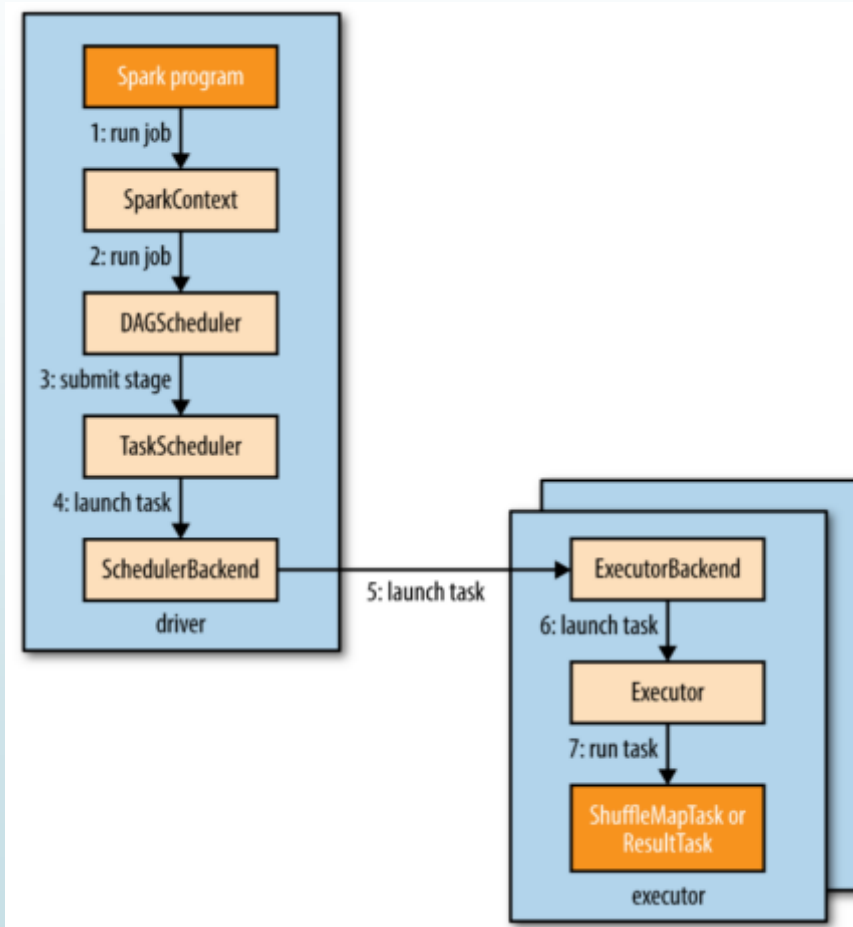 Spark program
1: run job
SparkContext
2: run job
DAGScheduler
3: submit stage
TaskScheduler
4: launch task
SchedulerBackend
driver
5: launch task
ExecutorBackend
6: launch task
Executor
7: run task
ShuffleMapTask or
ResultTask
executor